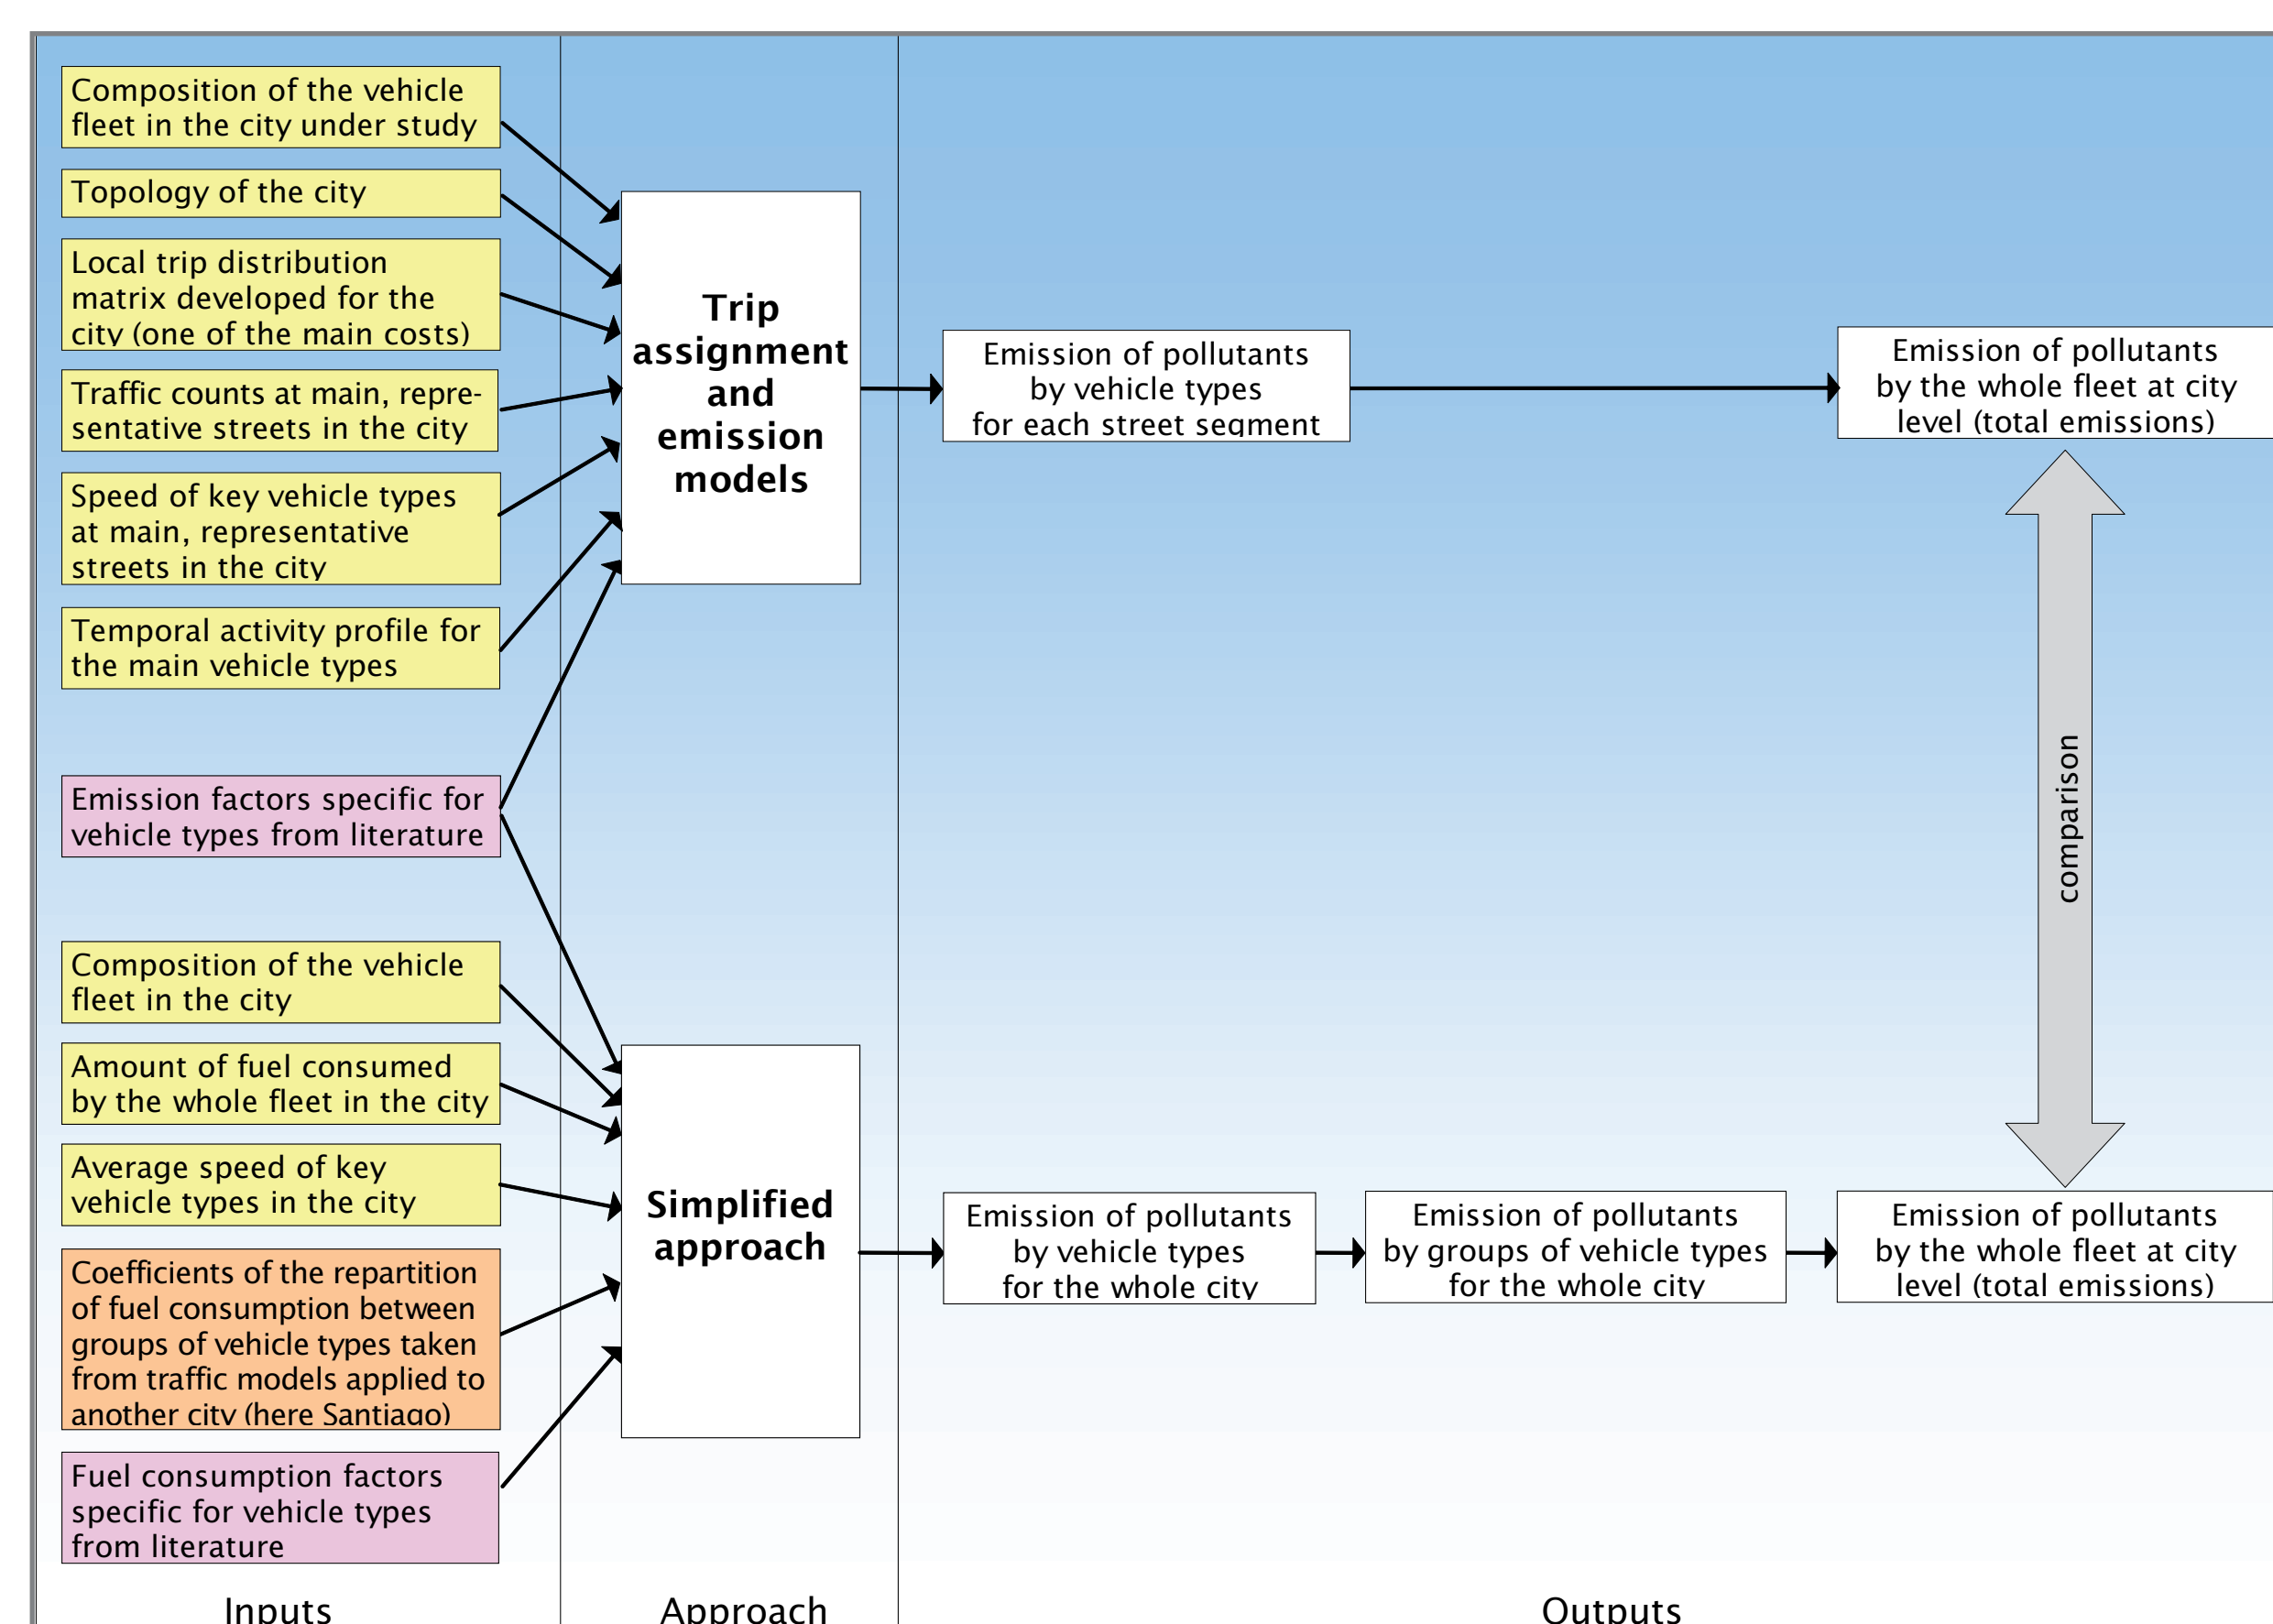 Composition of the vehicle
fleet in the city under study
Topology of the city
Local trip distribution
matrix developed for the
city (one of the main costs)
Traffic counts at main, repre-
sentative streets in the city
Speed of key vehicle types
at main, representative
streets in the city
Temporal activity profile for
the main vehicle types
Emission factors specific for
vehicle types from literature
Composition of the vehicle
fleet in the city
Amount of fuel consumed
by the whole fleet in the city
Average speed of key
vehicle types in the city
Coefficients of the repartition
of fuel consumption between
groups of vehicle types taken
from traffic models applied to
another city (here Santiago)
Fuel consumption factors
specific for vehicle types
from literature
Inputs
Trip
assignment
and
emission
models
Simplified
approach
Approach
Emission of pollutants
by vehicle types
for each street segment
Emission of pollutants
by the whole fleet at city
level (total emissions)
comparison
Emission of pollutants
by vehicle types
for the whole city
Emission of pollutants
by groups of vehicle types
for the whole city
Emission of pollutants
by the whole fleet at city
level (total emissions)
Outputs